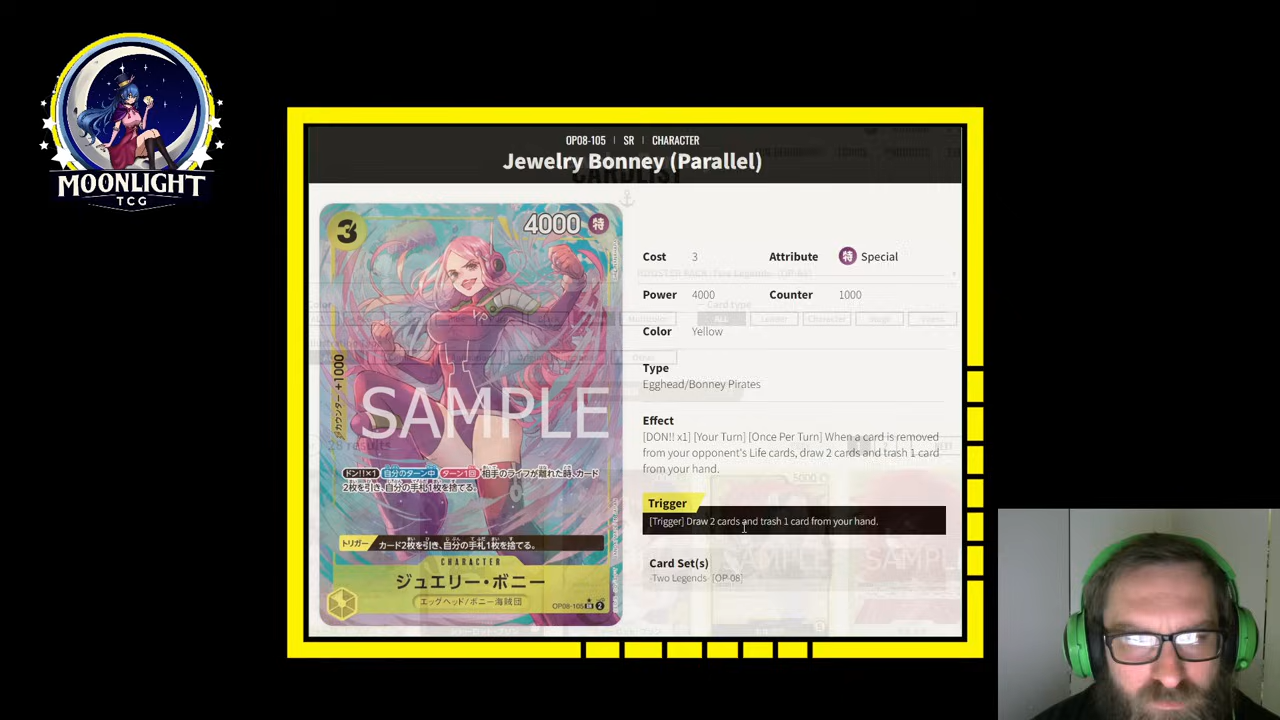 MOONLIGHT
TCG
OP08-105 | SR | CHARACTER
Jewelry Bonney (Parallel)
CARDLIST
3
4000 特
カウンター +1000
SAMPLE
ドン!!×1 自分のターン中 ターン1回 相手のライフが離れた時、カード
2枚を引き、自分の手札1枚を捨てる。
トリガー カード2枚を引き、自分の手札1枚を捨てる。
CHARACTER
ジュエリー・ボニー
エッグヘッド/ボニー海賊団
OP08-105 SR 2
Cost 3 Attribute 特 Special
Power 4000 Counter 1000
Color Yellow
Type
Egghead/Bonney Pirates
Effect
[DON!! x1] [Your Turn] [Once Per Turn] When a card is removed
from your opponent's Life cards, draw 2 cards and trash 1 card
from your hand.
Trigger
[Trigger] Draw 2 cards and trash 1 card from your hand.
Card Set(s)
-Two Legends- [OP-08]